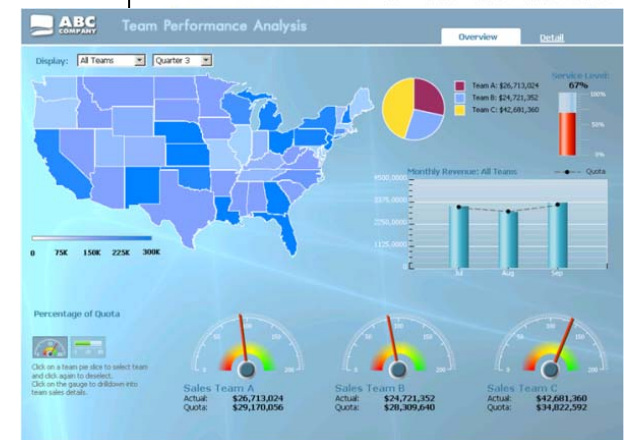 ABC COMPANY
Team Performance Analysis
Overview
Detail
Display: All Teams Quarter 3
Team A: $26,713,024
Team B: $24,721,352
Team C: $42,681,360
Service Level:
67%
100%
50%
0%
Monthly Revenue: All Teams
Quota
Jul Aug Sep
0 75K 150K 225K 300K
Percentage of Quota
Click on a team pie slice to select team
and click again to deselect.
Click on the gauge to drilldown into
team sales details.
Sales Team A
Actual: $26,713,024
Quota: $29,170,056
Sales Team B
Actual: $24,721,352
Quota: $28,309,640
Sales Team C
Actual: $42,681,360
Quota: $34,822,592